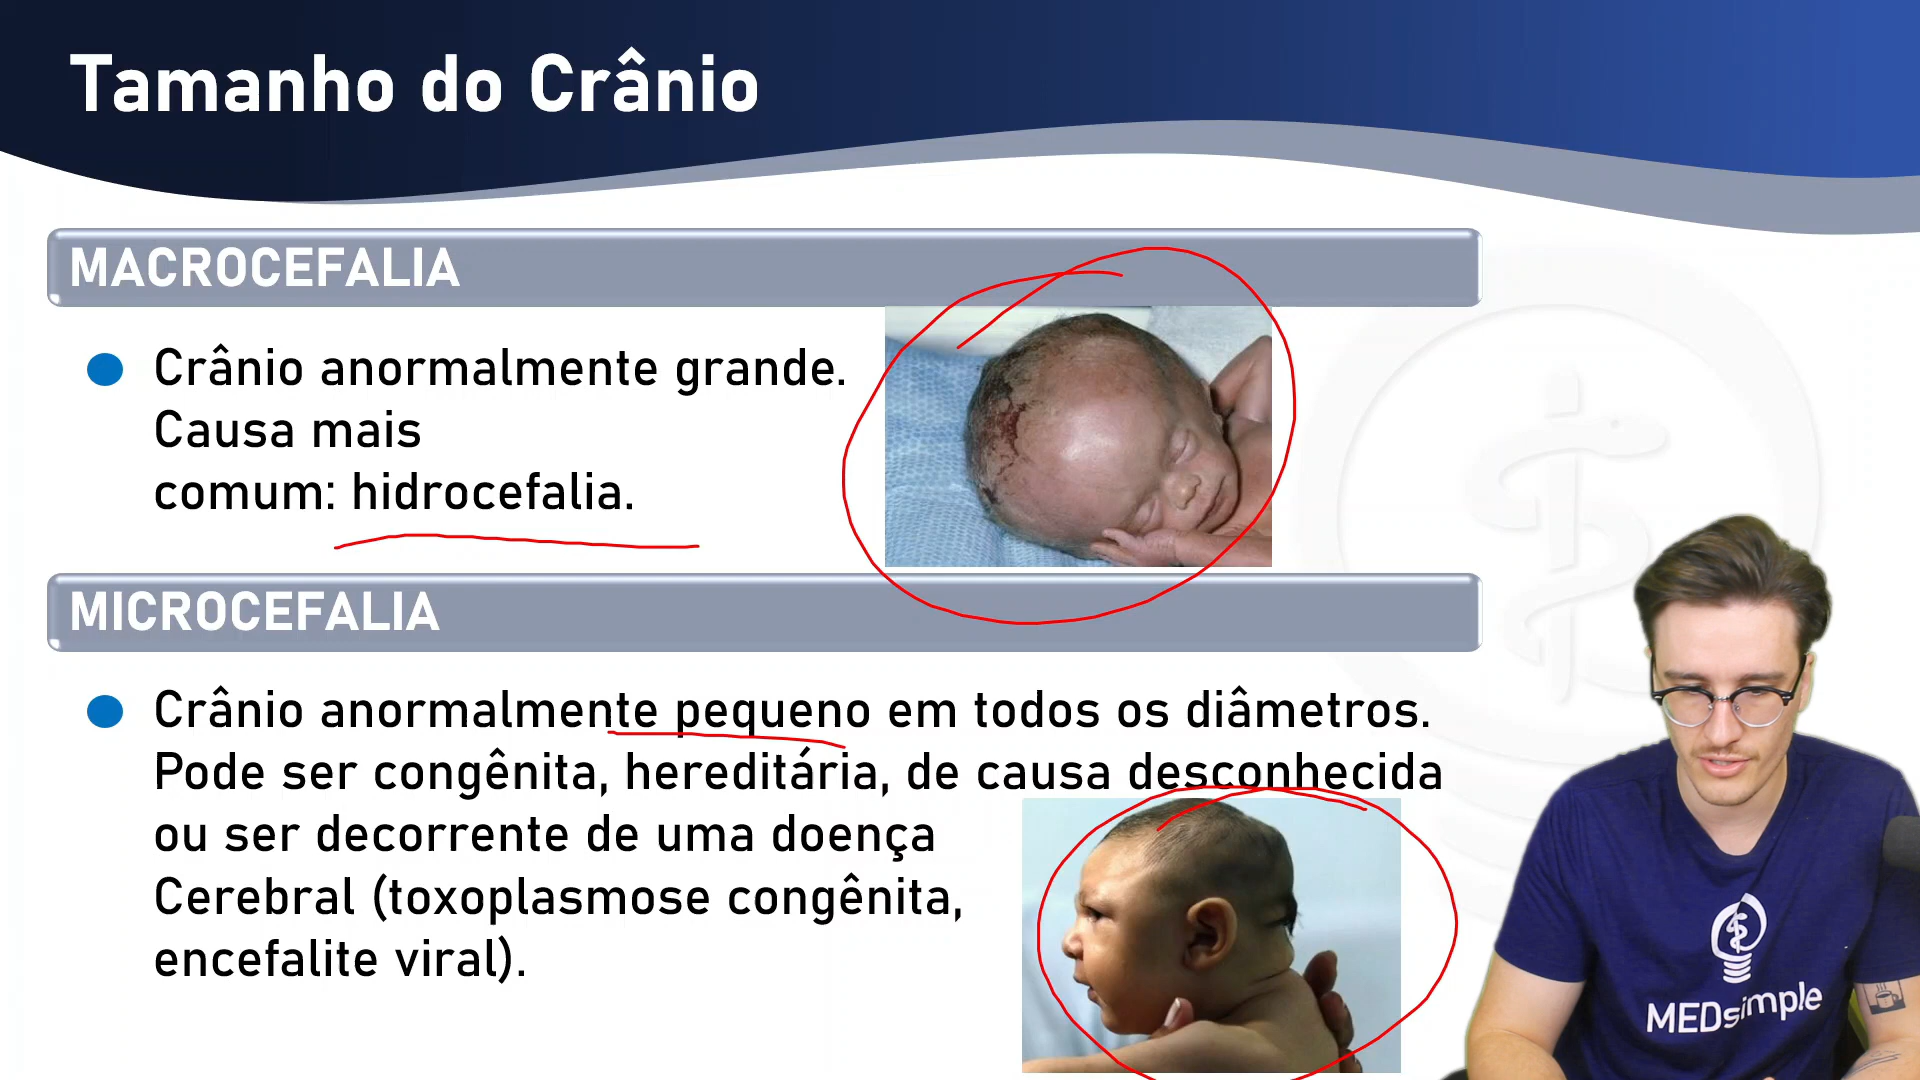 Tamanho do Crânio
MACROCEFALIA
Crânio anormalmente grande.
Causa mais
comum: hidrocefalia.
MICROCEFALIA
Crânio anormalmente pequeno em todos os diâmetros.
Pode ser congênita, hereditária, de causa desconhecida
ou ser decorrente de uma doença
Cerebral (toxoplasmose congênita,
encefalite viral).
MEDsimple